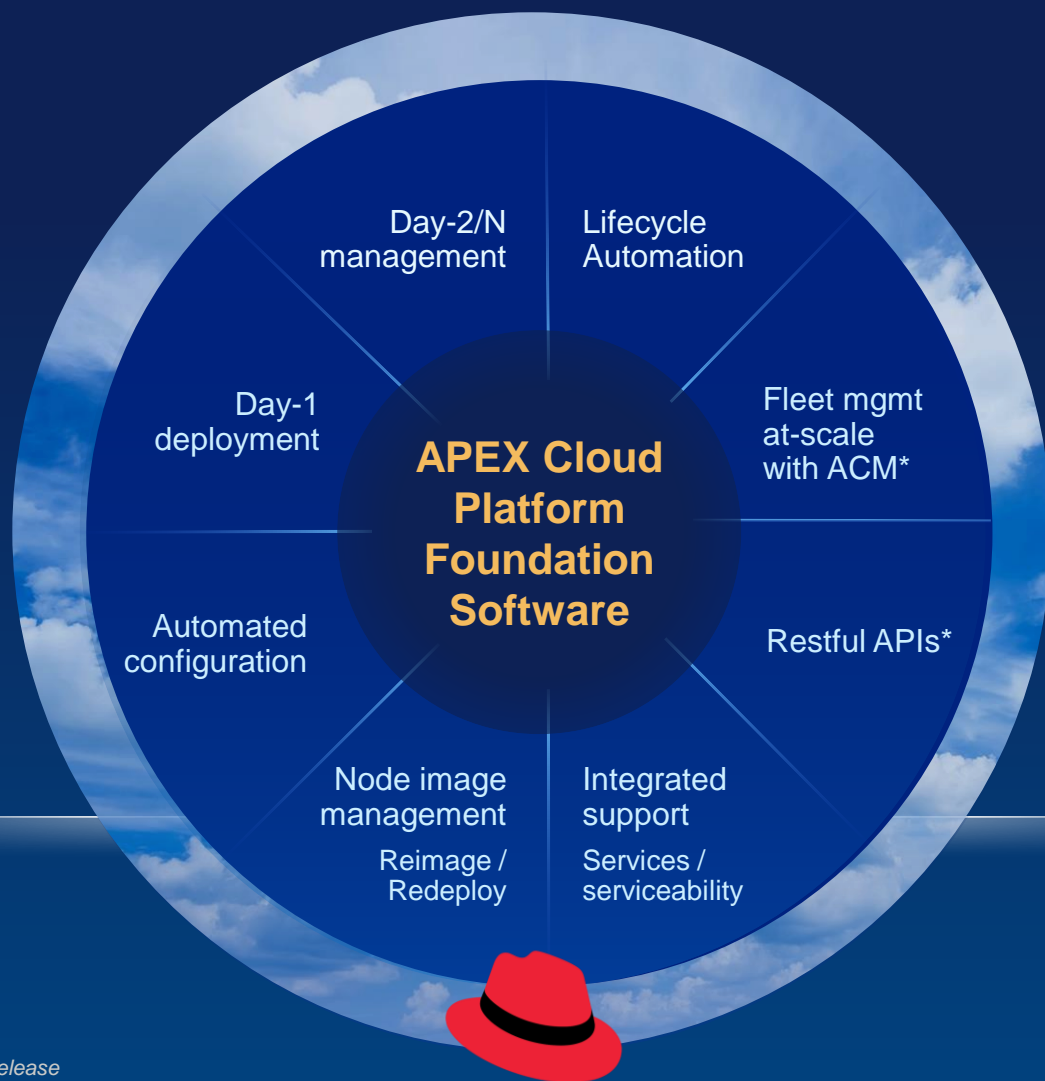 Day-2/N
management
Lifecycle
Automation
Day-1
deployment
Fleet mgmt
at-scale
with ACM*
APEX Cloud
Platform
Foundation
Software
Automated
configuration
Restful APIs*
Node image
management
Reimage /
Redeploy
Integrated
support
Services /
serviceability